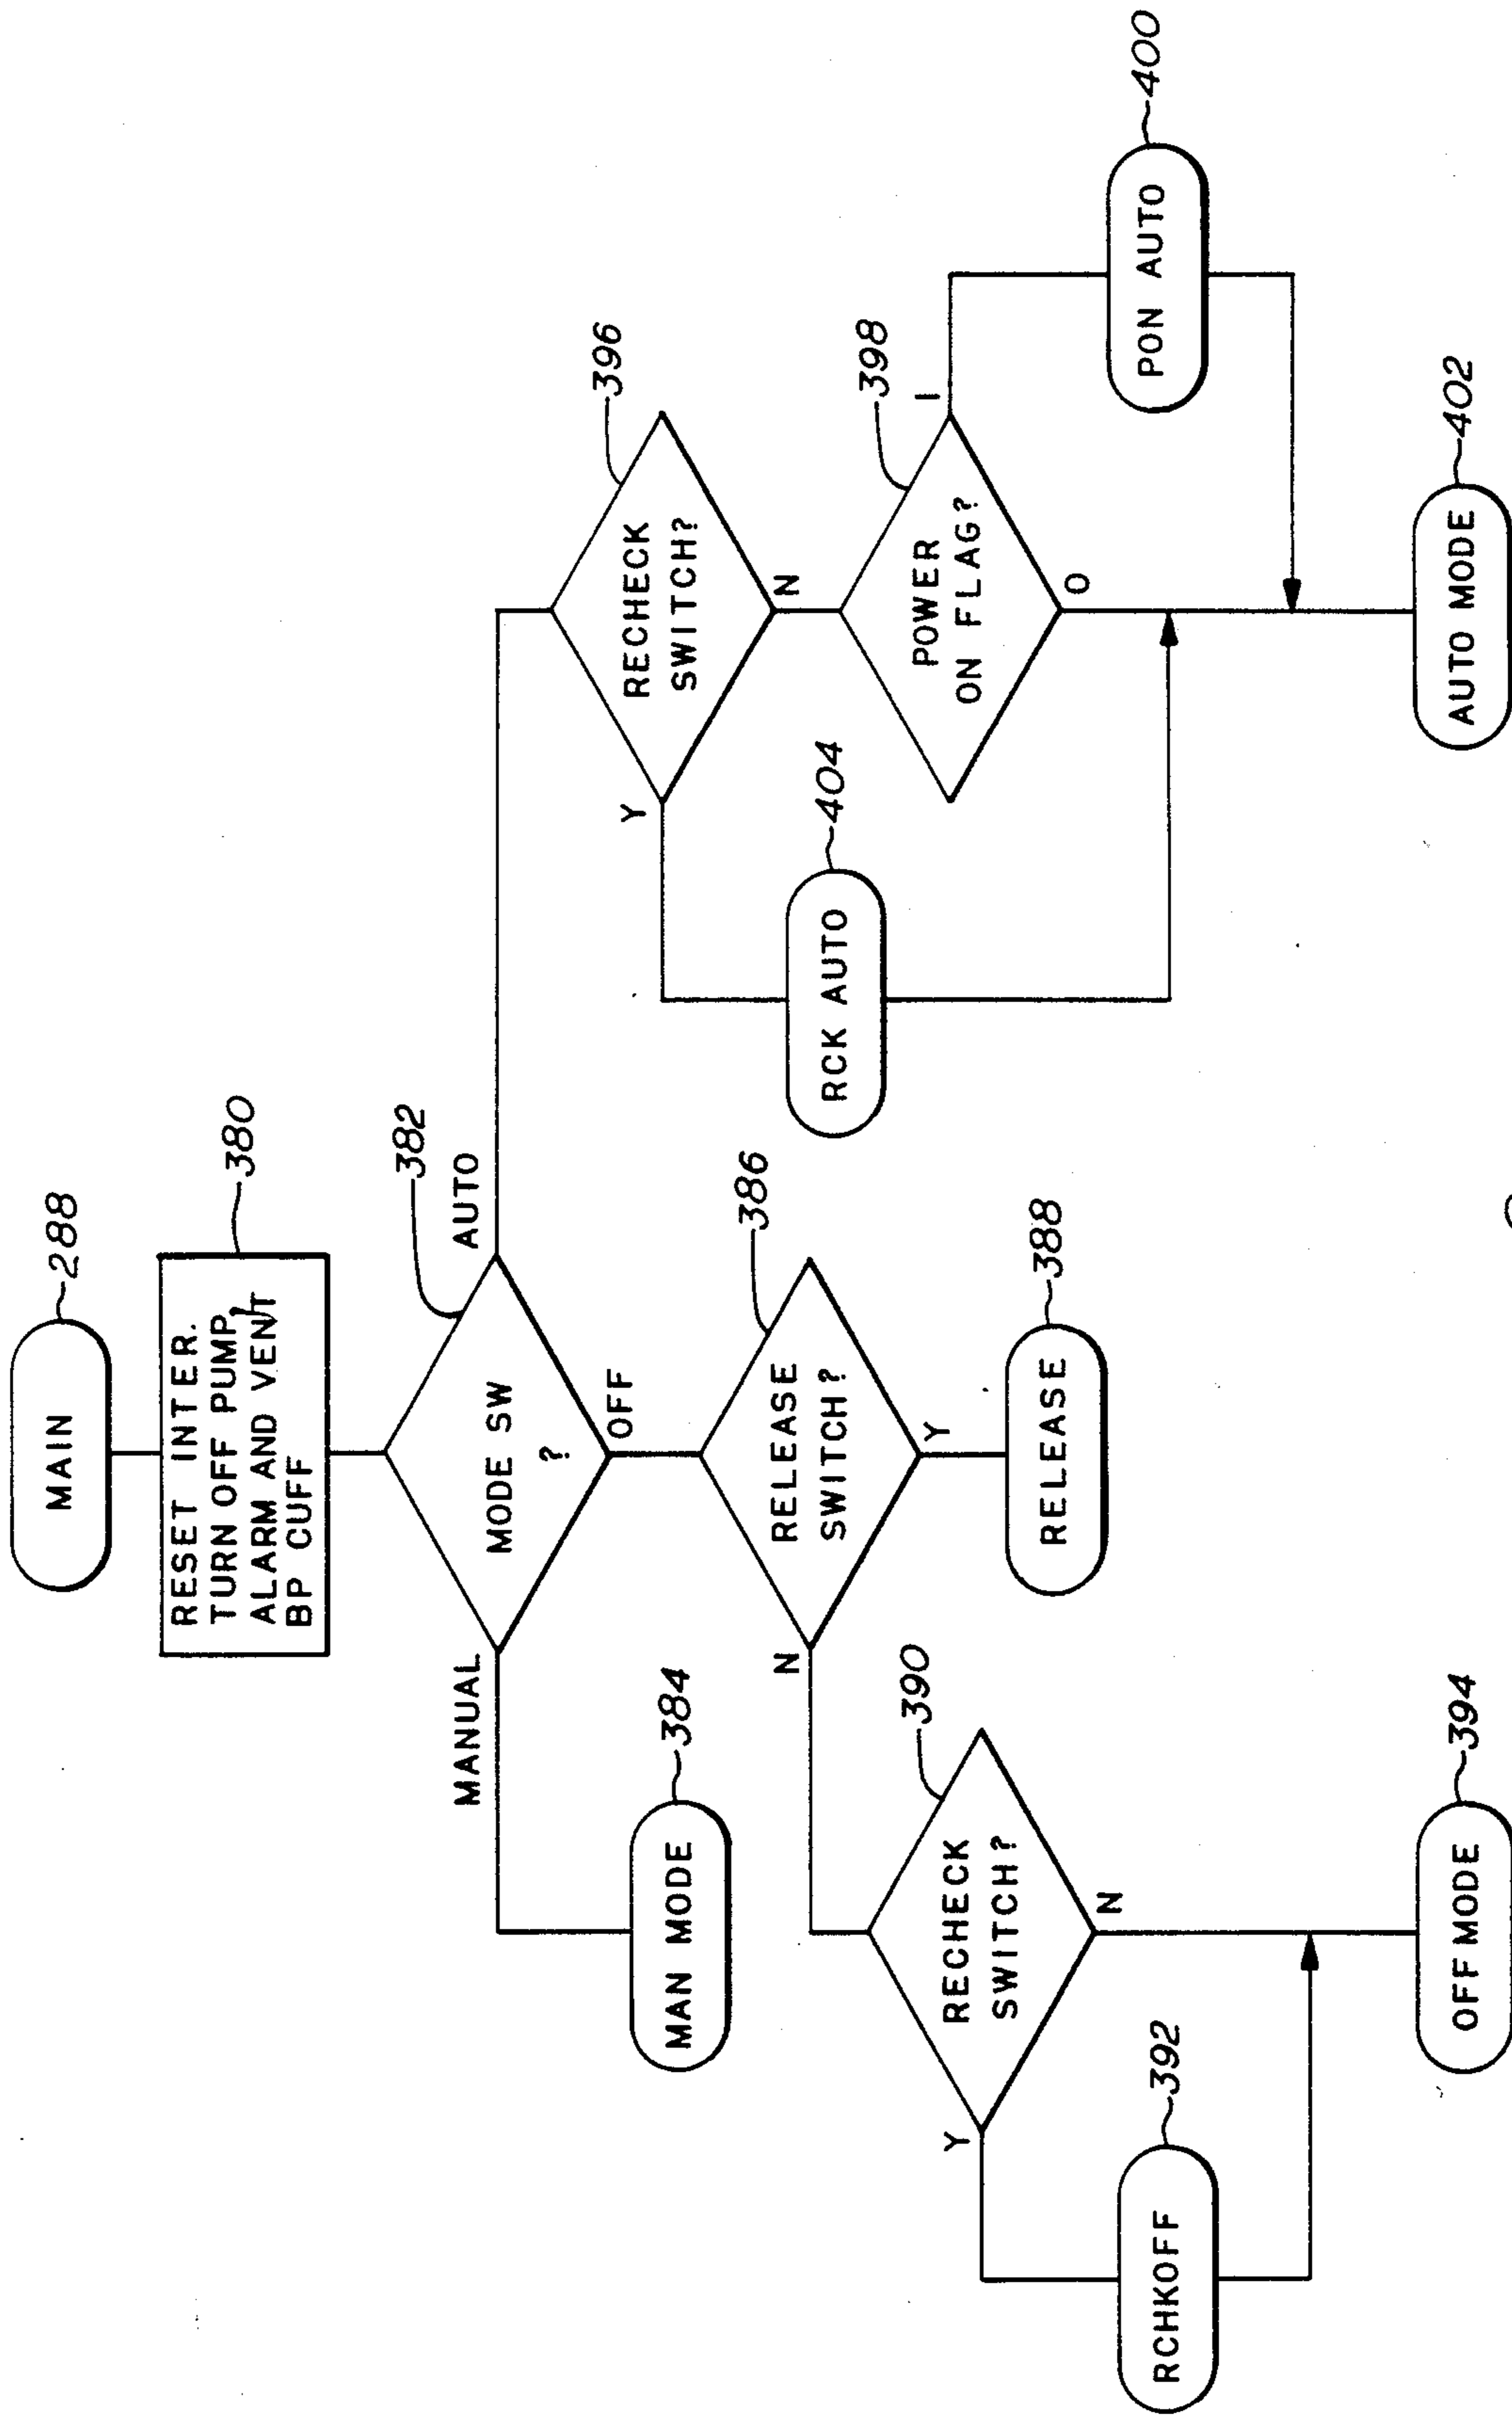 MAIN
288
RESET INTER.
TURN OFF PUMP,
ALARM AND VENT
BP CUFF
380
MODE SW
?
382
MANUAL
AUTO
OFF
MAN MODE
384
RELEASE
SWITCH?
386
N
Y
RELEASE
388
RECHECK
SWITCH?
390
Y
N
RCHKOFF
392
OFF MODE
394
RECHECK
SWITCH?
396
Y
N
RCK AUTO
404
POWER
ON FLAG?
398
1
0
PON AUTO
400
AUTO MODE
402